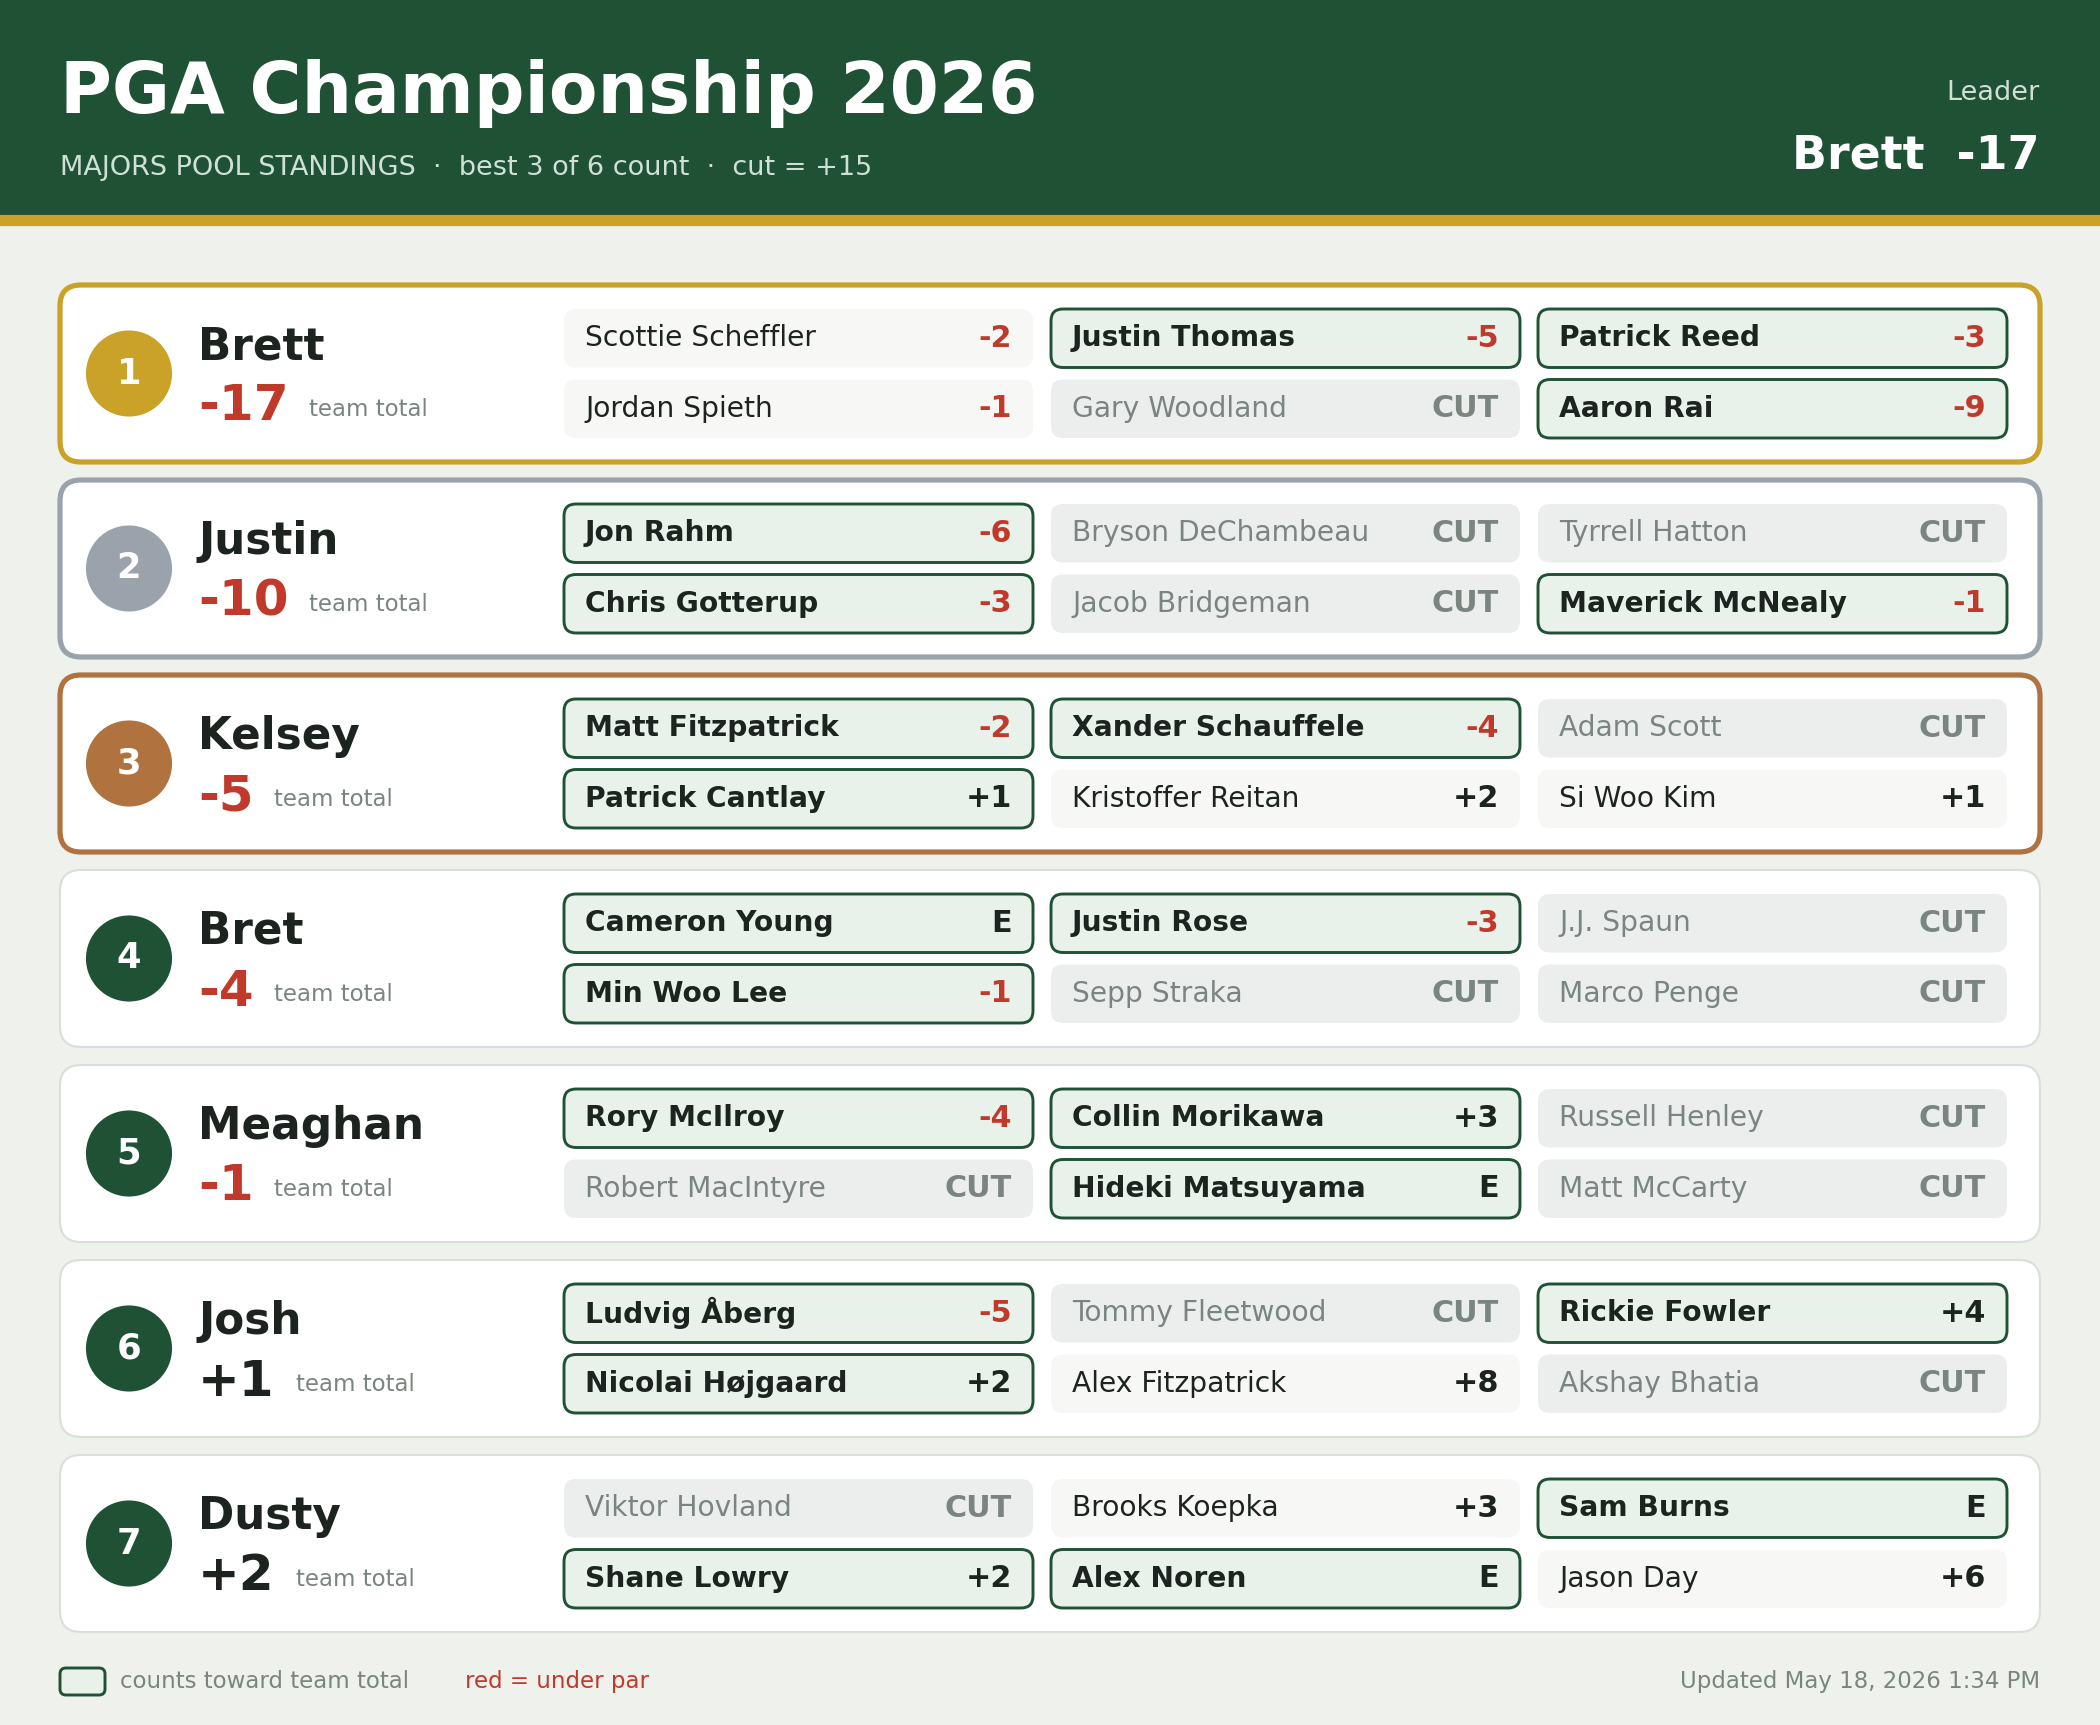 PGA Championship 2026
MAJORS POOL STANDINGS · best 3 of 6 count · cut = +15
Leader
Brett -17
1
Brett
-17 team total
Scottie Scheffler -2
Justin Thomas -5
Patrick Reed -3
Jordan Spieth -1
Gary Woodland CUT
Aaron Rai -9
2
Justin
-10 team total
Jon Rahm -6
Bryson DeChambeau CUT
Tyrrell Hatton CUT
Chris Gotterup -3
Jacob Bridgeman CUT
Maverick McNealy -1
3
Kelsey
-5 team total
Matt Fitzpatrick -2
Xander Schauffele -4
Adam Scott CUT
Patrick Cantlay +1
Kristoffer Reitan +2
Si Woo Kim +1
4
Bret
-4 team total
Cameron Young E
Justin Rose -3
J.J. Spaun CUT
Min Woo Lee -1
Sepp Straka CUT
Marco Penge CUT
5
Meaghan
-1 team total
Rory McIlroy -4
Collin Morikawa +3
Russell Henley CUT
Robert MacIntyre CUT
Hideki Matsuyama E
Matt McCarty CUT
6
Josh
+1 team total
Ludvig Åberg -5
Tommy Fleetwood CUT
Rickie Fowler +4
Nicolai Højgaard +2
Alex Fitzpatrick +8
Akshay Bhatia CUT
7
Dusty
+2 team total
Viktor Hovland CUT
Brooks Koepka +3
Sam Burns E
Shane Lowry +2
Alex Noren E
Jason Day +6
counts toward team total
red = under par
Updated May 18, 2026 1:34 PM